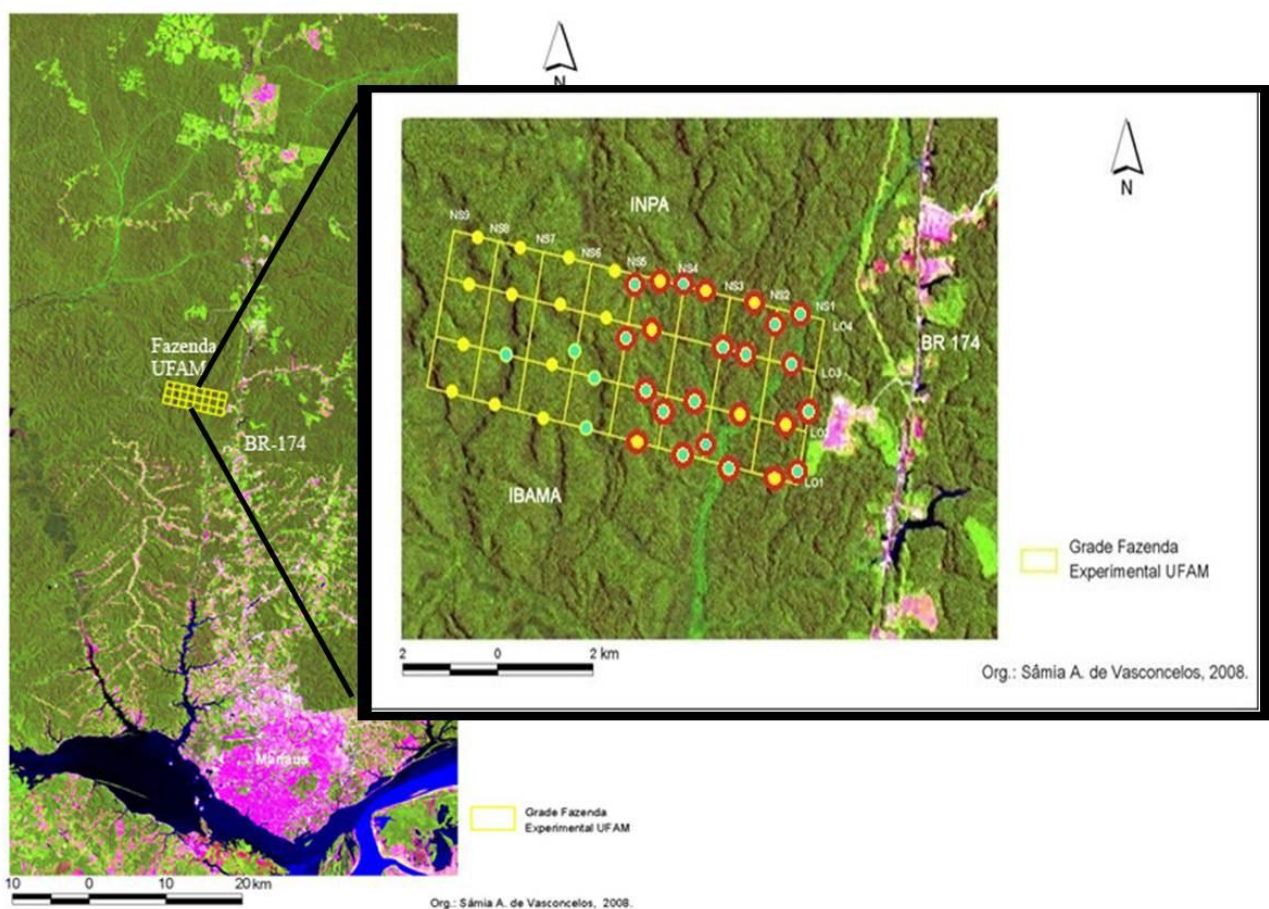 N
Fazenda
UFAM
BR-174
Manaus
10 0 10 20 km
Org.: Sâmia A. de Vasconcelos, 2008.
Grade Fazenda
Experimental UFAM
N
INPA
NS9
NS8
NS7
NS6
NS5
NS4
NS3
NS2
NS1
LO4
LO3
LO2
LO1
BR 174
IBAMA
Grade Fazenda
Experimental UFAM
2 0 2 km
Org.: Sâmia A. de Vasconcelos, 2008.